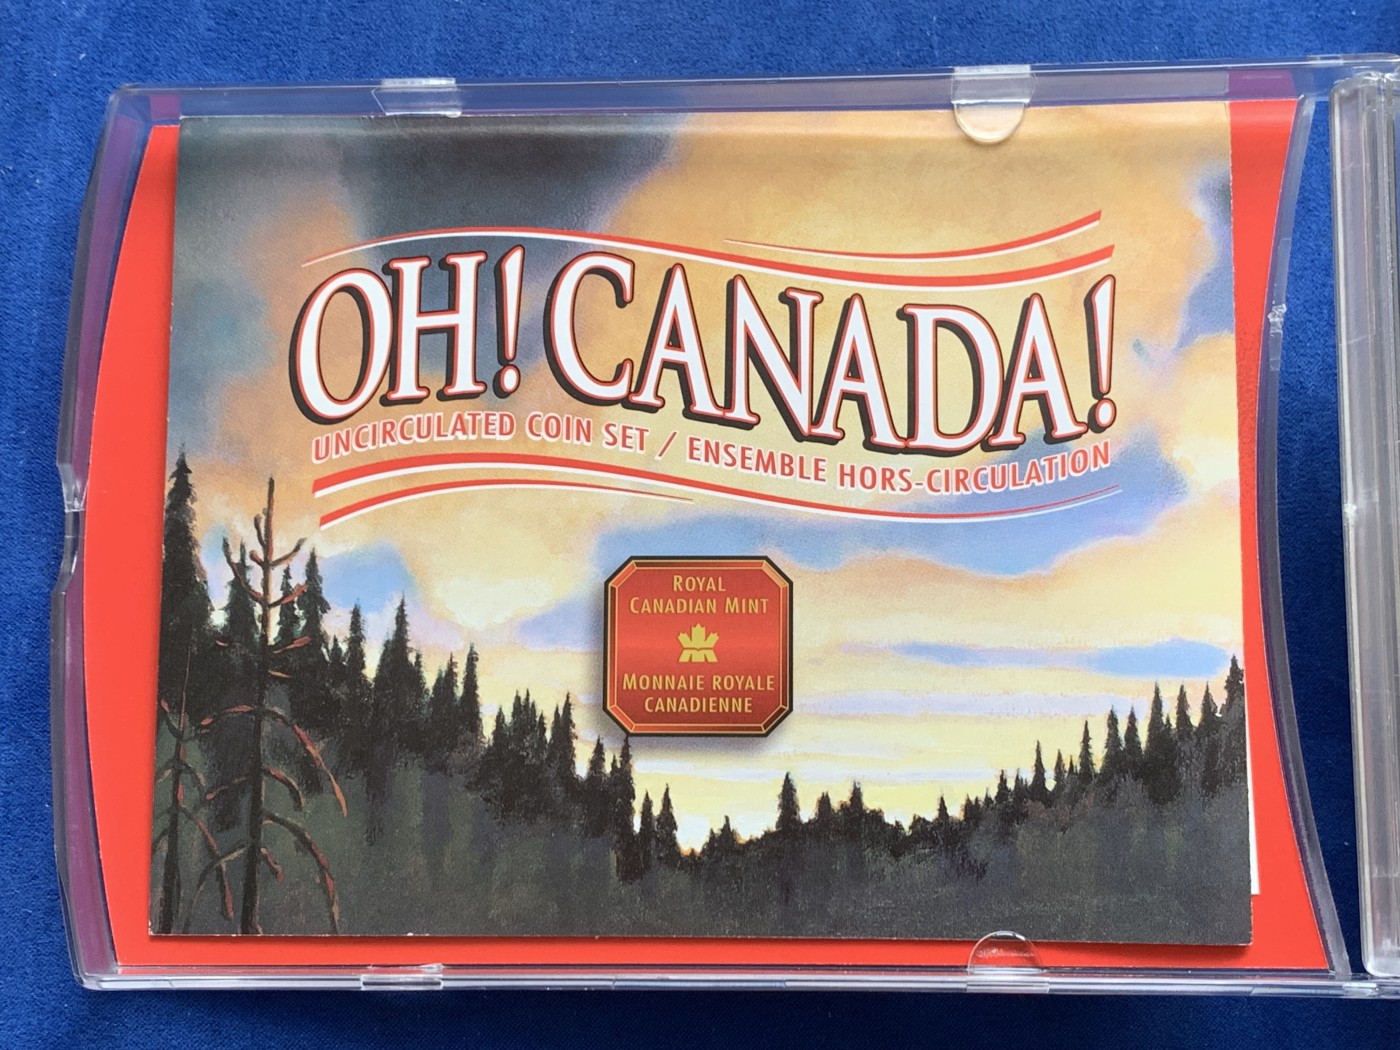 OH! CANADA!
UNCIRCULATED COIN SET / ENSEMBLE HORS-CIRCULATION
ROYAL
CANADIAN MINT
MONNAIE ROYALE
CANADIENNE